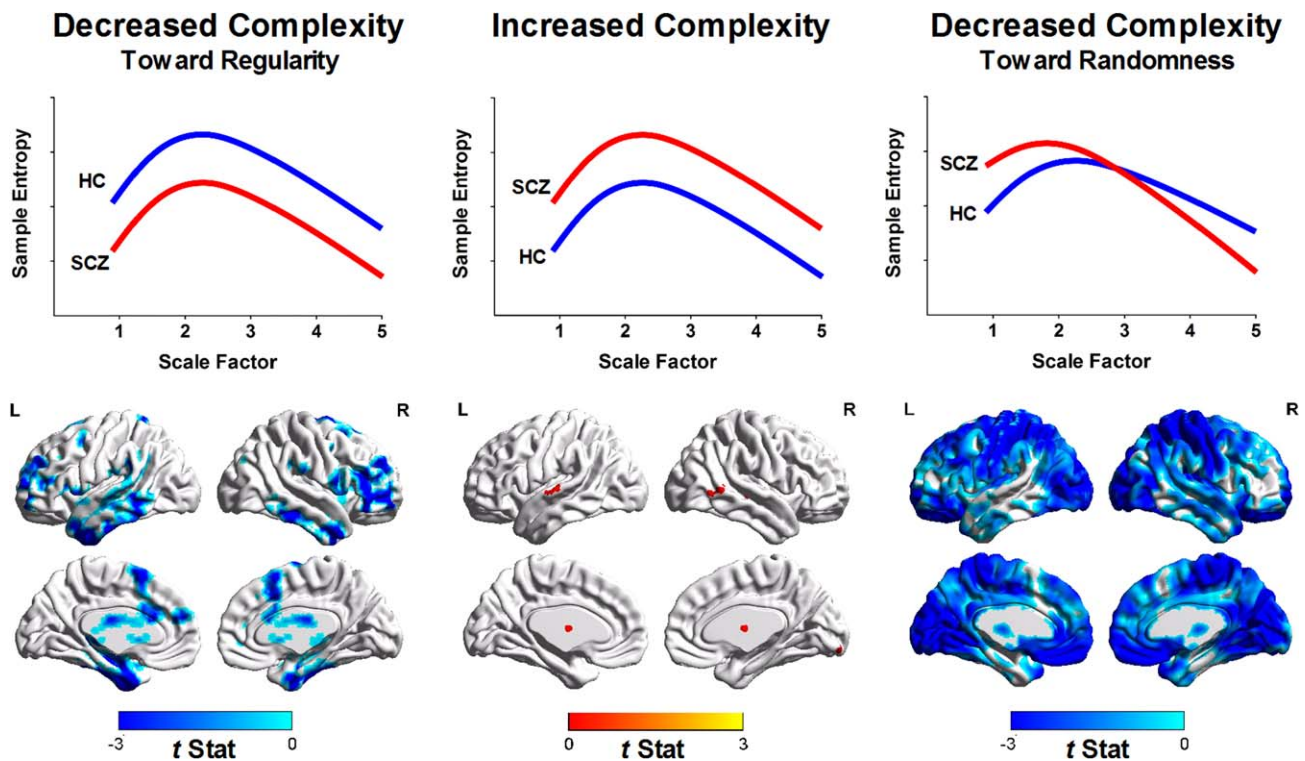 Decreased Complexity
Toward Regularity
Sample Entropy
HC
SCZ
1 2 3 4 5
Scale Factor
L R
-3 0
t Stat
Increased Complexity
Sample Entropy
SCZ
HC
1 2 3 4 5
Scale Factor
L R
0 3
t Stat
Decreased Complexity
Toward Randomness
Sample Entropy
SCZ
HC
1 2 3 4 5
Scale Factor
L R
-3 0
t Stat